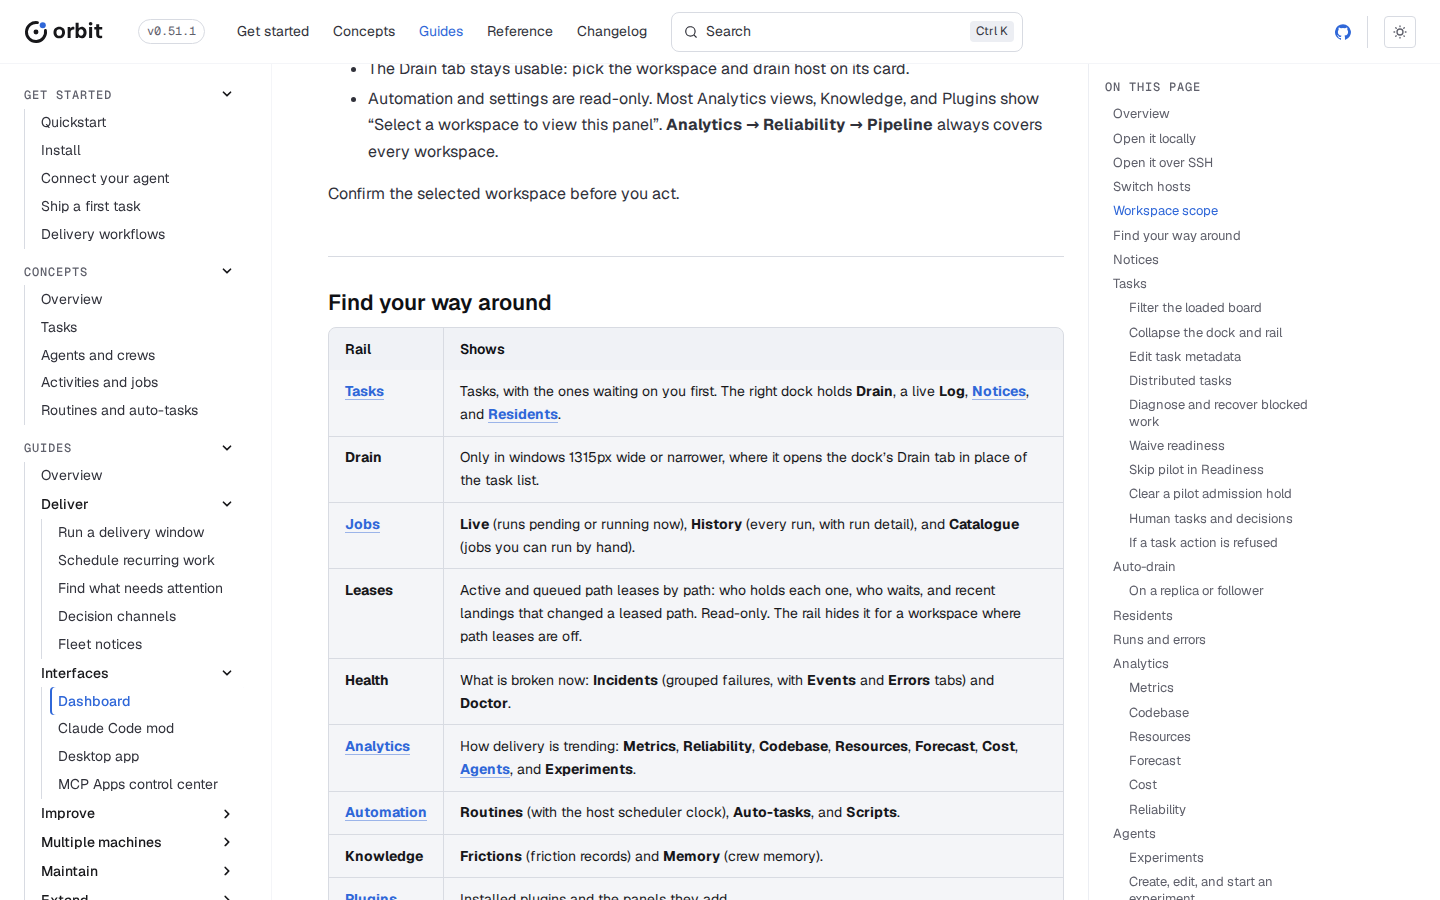 orbit
v0.51.1
Get started
Concepts
Guides
Reference
Changelog
Search
Ctrl K
GET STARTED
Quickstart
Install
Connect your agent
Ship a first task
Delivery workflows
CONCEPTS
Overview
Tasks
Agents and crews
Activities and jobs
Routines and auto-tasks
GUIDES
Overview
Deliver
Run a delivery window
Schedule recurring work
Find what needs attention
Decision channels
Fleet notices
Interfaces
Dashboard
Claude Code mod
Desktop app
MCP Apps control center
Improve
Multiple machines
Maintain
Extend
The Drain tab stays usable: pick the workspace and drain host on its card.
Automation and settings are read-only. Most Analytics views, Knowledge, and Plugins show
“Select a workspace to view this panel”. Analytics → Reliability → Pipeline always covers
every workspace.
Confirm the selected workspace before you act.
Find your way around
Rail
Shows
Tasks
Tasks, with the ones waiting on you first. The right dock holds Drain, a live Log, Notices,
and Residents.
Drain
Only in windows 1315px wide or narrower, where it opens the dock’s Drain tab in place of
the task list.
Jobs
Live (runs pending or running now), History (every run, with run detail), and Catalogue
(jobs you can run by hand).
Leases
Active and queued path leases by path: who holds each one, who waits, and recent
landings that changed a leased path. Read-only. The rail hides it for a workspace where
path leases are off.
Health
What is broken now: Incidents (grouped failures, with Events and Errors tabs) and
Doctor.
Analytics
How delivery is trending: Metrics, Reliability, Codebase, Resources, Forecast, Cost,
Agents, and Experiments.
Automation
Routines (with the host scheduler clock), Auto-tasks, and Scripts.
Knowledge
Frictions (friction records) and Memory (crew memory).
Plugins
Installed plugins and the panels they add.
ON THIS PAGE
Overview
Open it locally
Open it over SSH
Switch hosts
Workspace scope
Find your way around
Notices
Tasks
Filter the loaded board
Collapse the dock and rail
Edit task metadata
Distributed tasks
Diagnose and recover blocked
work
Waive readiness
Skip pilot in Readiness
Clear a pilot admission hold
Human tasks and decisions
If a task action is refused
Auto-drain
On a replica or follower
Residents
Runs and errors
Analytics
Metrics
Codebase
Resources
Forecast
Cost
Reliability
Agents
Experiments
Create, edit, and start an
experiment